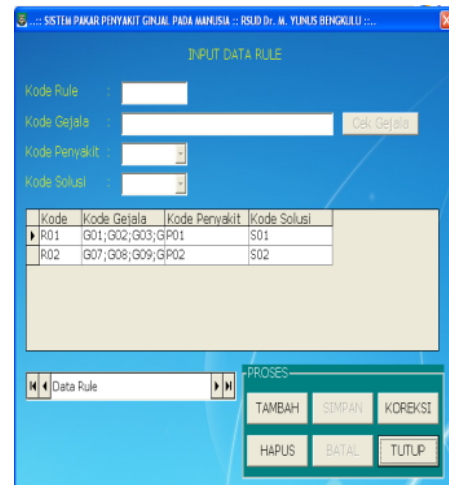 ..:: SISTEM PAKAR PENYAKIT GINJAL PADA MANUSIA :: RSUD Dr. M. YUNUS BENGKULU ::..
INPUT DATA RULE
Kode Rule :
Kode Gejala : Cek Gejala
Kode Penyakit :
Kode Solusi :
Kode Kode Gejala Kode Penyakit Kode Solusi
R01 G01;G02;G03;G P01 S01
R02 G07;G08;G09;G P02 S02
Data Rule
PROSES
TAMBAH SIMPAN KOREKSI
HAPUS BATAL TUTUP